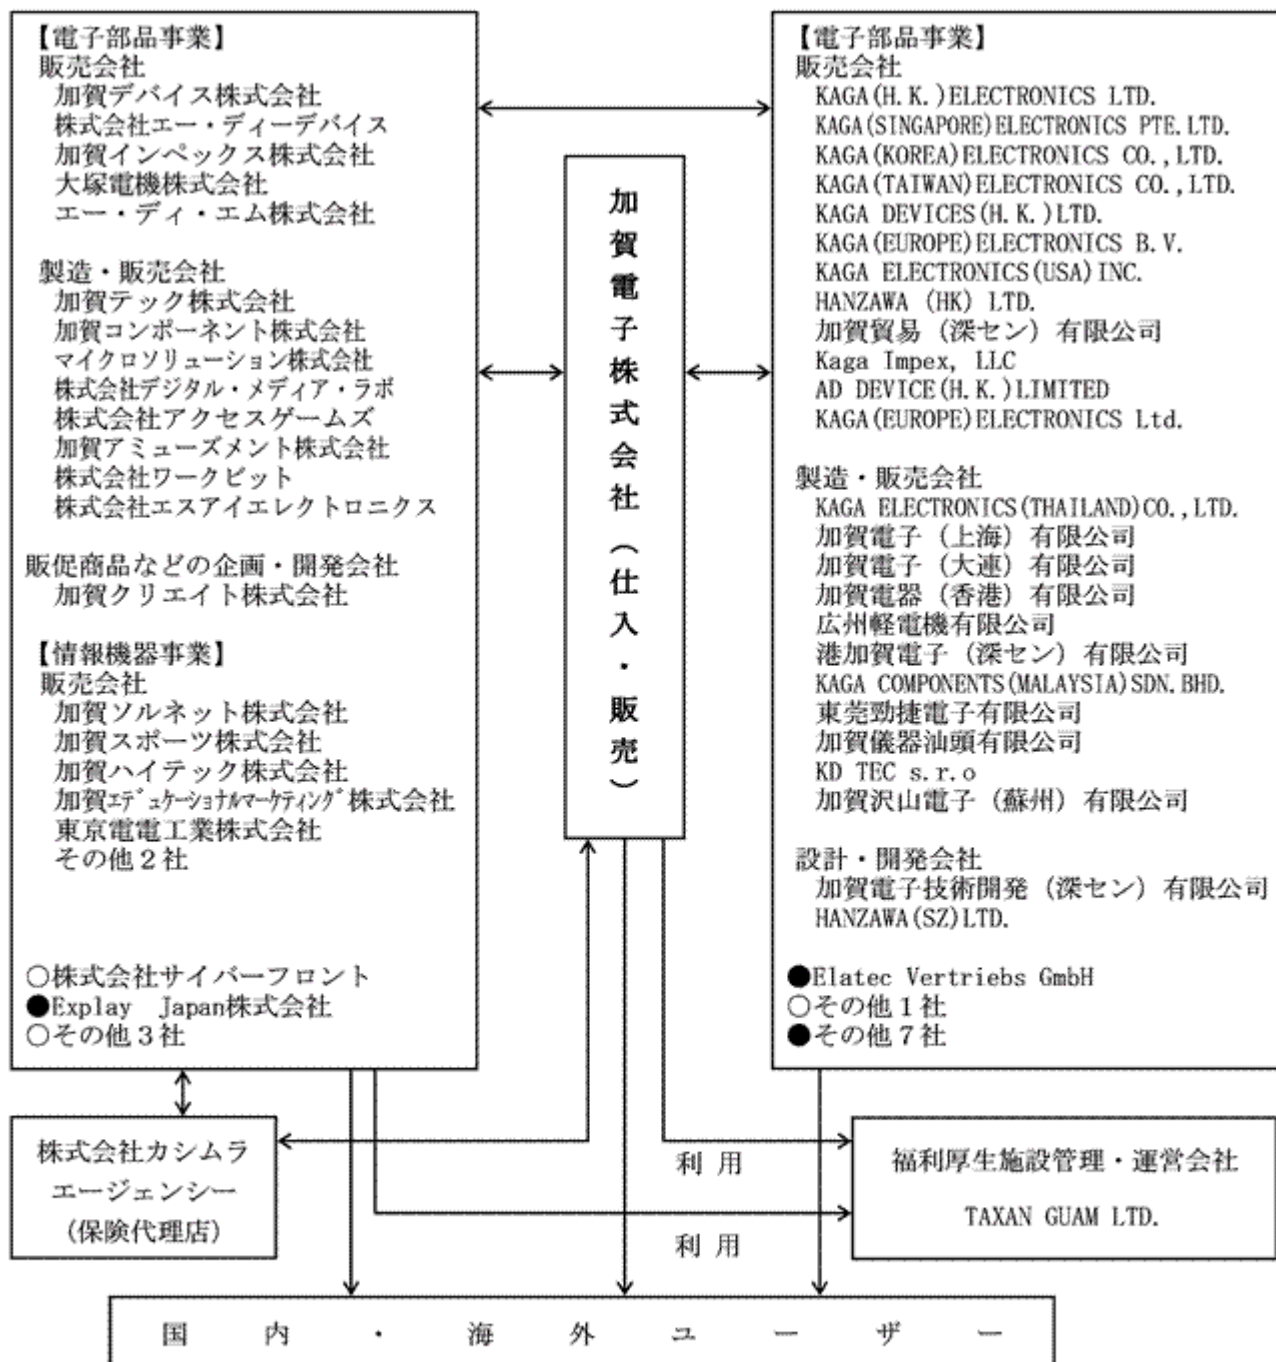 【電子部品事業】
販売会社
加賀デバイス株式会社
株式会社エー・ディーデバイス
加賀インペックス株式会社
大塚電機株式会社
エー・ディ・エム株式会社
製造・販売会社
加賀テック株式会社
加賀コンポーネント株式会社
マイクロソリューション株式会社
株式会社デジタル・メディア・ラボ
株式会社アクセスゲームズ
加賀アミューズメント株式会社
株式会社ワークビット
株式会社エスアイエレクトロニクス
販促商品などの企画・開発会社
加賀クリエイト株式会社
【情報機器事業】
販売会社
加賀ソルネット株式会社
加賀スポーツ株式会社
加賀ハイテック株式会社
加賀ｴﾃﾞｭｹｰｼｮﾅﾙﾏｰｹﾃｨﾝｸﾞ株式会社
東京電電工業株式会社
その他２社
○株式会社サイバーフロント
●Explay Japan株式会社
○その他３社
加賀電子株式会社（仕入・販売）
【電子部品事業】
販売会社
KAGA(H.K.)ELECTRONICS LTD.
KAGA(SINGAPORE)ELECTRONICS PTE.LTD.
KAGA(KOREA)ELECTRONICS CO.,LTD.
KAGA(TAIWAN)ELECTRONICS CO.,LTD.
KAGA DEVICES(H.K.)LTD.
KAGA(EUROPE)ELECTRONICS B.V.
KAGA ELECTRONICS(USA)INC.
HANZAWA (HK) LTD.
加賀貿易（深セン）有限公司
Kaga Impex, LLC
AD DEVICE(H.K.)LIMITED
KAGA(EUROPE)ELECTRONICS Ltd.
製造・販売会社
KAGA ELECTRONICS(THAILAND)CO.,LTD.
加賀電子（上海）有限公司
加賀電子（大連）有限公司
加賀電器（香港）有限公司
広州軽電機有限公司
港加賀電子（深セン）有限公司
KAGA COMPONENTS(MALAYSIA)SDN.BHD.
東莞勁捷電子有限公司
加賀儀器汕頭有限公司
KD TEC s.r.o
加賀沢山電子（蘇州）有限公司
設計・開発会社
加賀電子技術開発（深セン）有限公司
HANZAWA(SZ)LTD.
●Elatec Vertriebs GmbH
○その他１社
●その他７社
株式会社カシムラ
エージェンシー
(保険代理店)
利用
利用
福利厚生施設管理・運営会社
TAXAN GUAM LTD.
国内・海外ユーザー